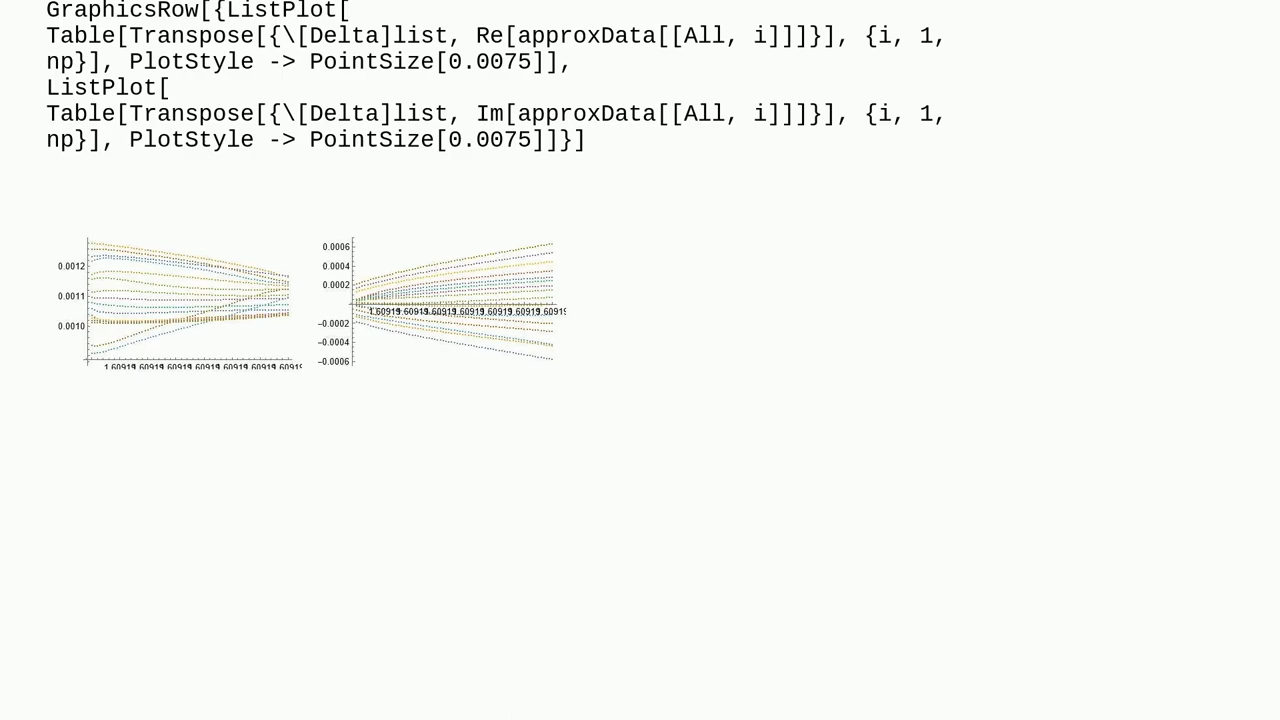 GraphicsRow[{ListPlot[
Table[Transpose[{\[Delta]list, Re[approxData[[All, i]]]}], {i, 1,
np}], PlotStyle -> PointSize[0.0075]],
ListPlot[
Table[Transpose[{\[Delta]list, Im[approxData[[All, i]]]}], {i, 1,
np}], PlotStyle -> PointSize[0.0075]]}]
0.0012
0.0011
0.0010
0.0006
0.0004
0.0002
−0.0002
−0.0004
−0.0006